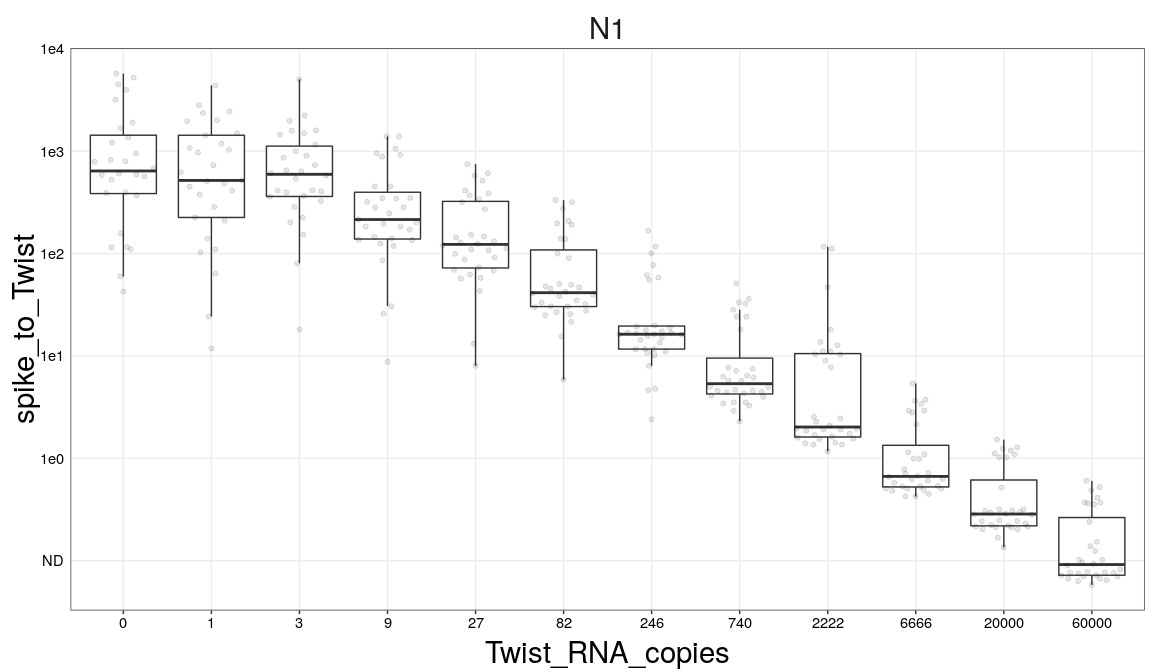 N1
1e4
1e3
1e2
1e1
1e0
ND
spike_to_Twist
0 1 3 9 27 82 246 740 2222 6666 20000 60000
Twist_RNA_copies